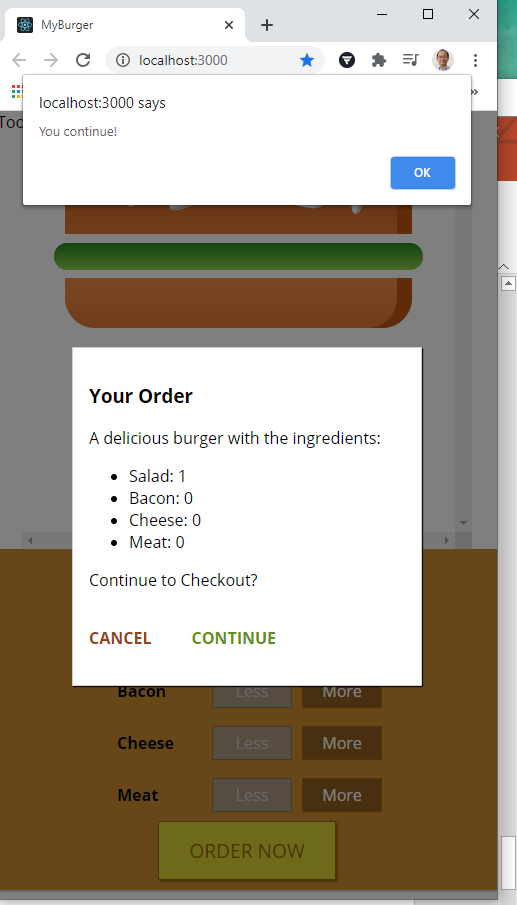 MyBurger
localhost:3000
localhost:3000 says
You continue!
OK
Your Order
A delicious burger with the ingredients:
Salad: 1
Bacon: 0
Cheese: 0
Meat: 0
Continue to Checkout?
CANCEL CONTINUE
Bacon Less More
Cheese Less More
Meat Less More
ORDER NOW